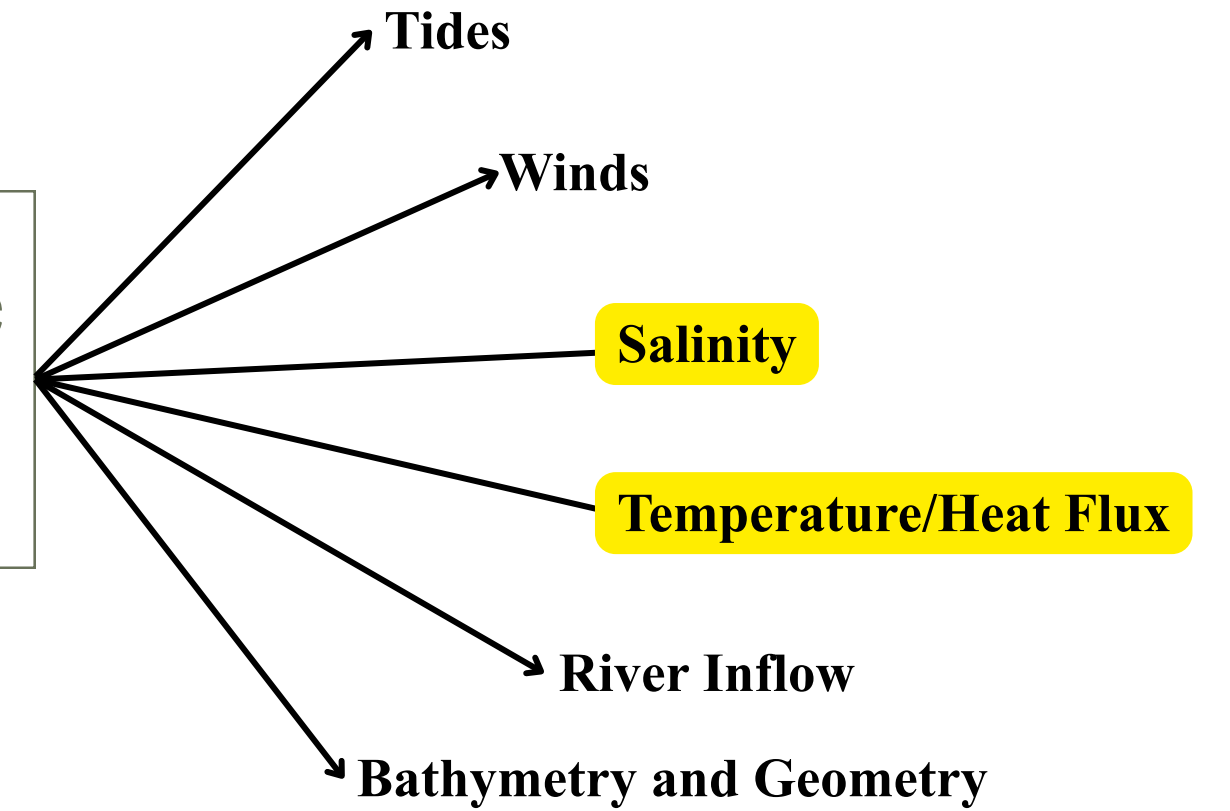 Tides
Winds
Salinity
Temperature/Heat Flux
River Inflow
Bathymetry and Geometry